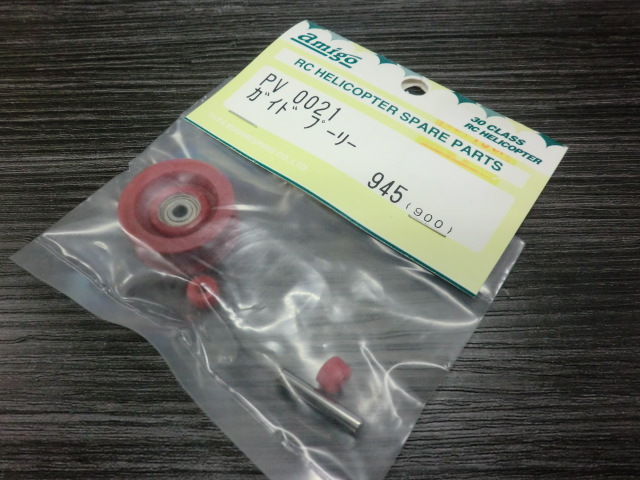 amigo
RC HELICOPTER SPARE PARTS
30 CLASS
RC HELICOPTER
PV 0021
ガイド プーリー
945 (900)